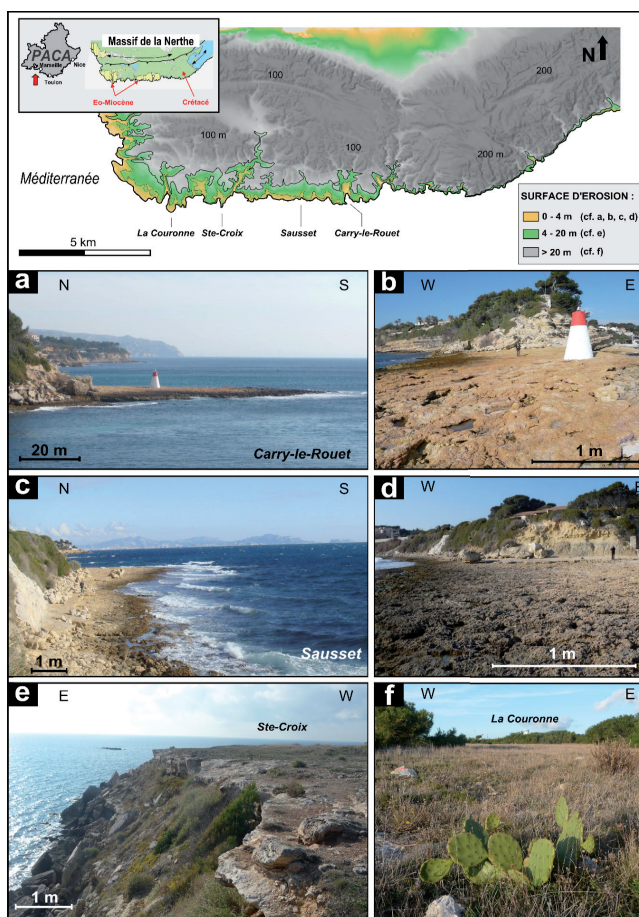 Massif de la Nerthe
PACA
Marseille
Nice
Toulon
Eo-Miocène
Crétacé
100
200
N
100 m
100
200 m
Méditerranée
La Couronne
Ste-Croix
Sausset
Carry-le-Rouet
5 km
SURFACE D'EROSION :
0 - 4 m (cf. a, b, c, d)
4 - 20 m (cf. e)
> 20 m (cf. f)
a
N
S
20 m
Carry-le-Rouet
b
W
E
1 m
c
N
S
1 m
Sausset
d
W
1 m
e
E
W
Ste-Croix
1 m
f
W
E
La Couronne